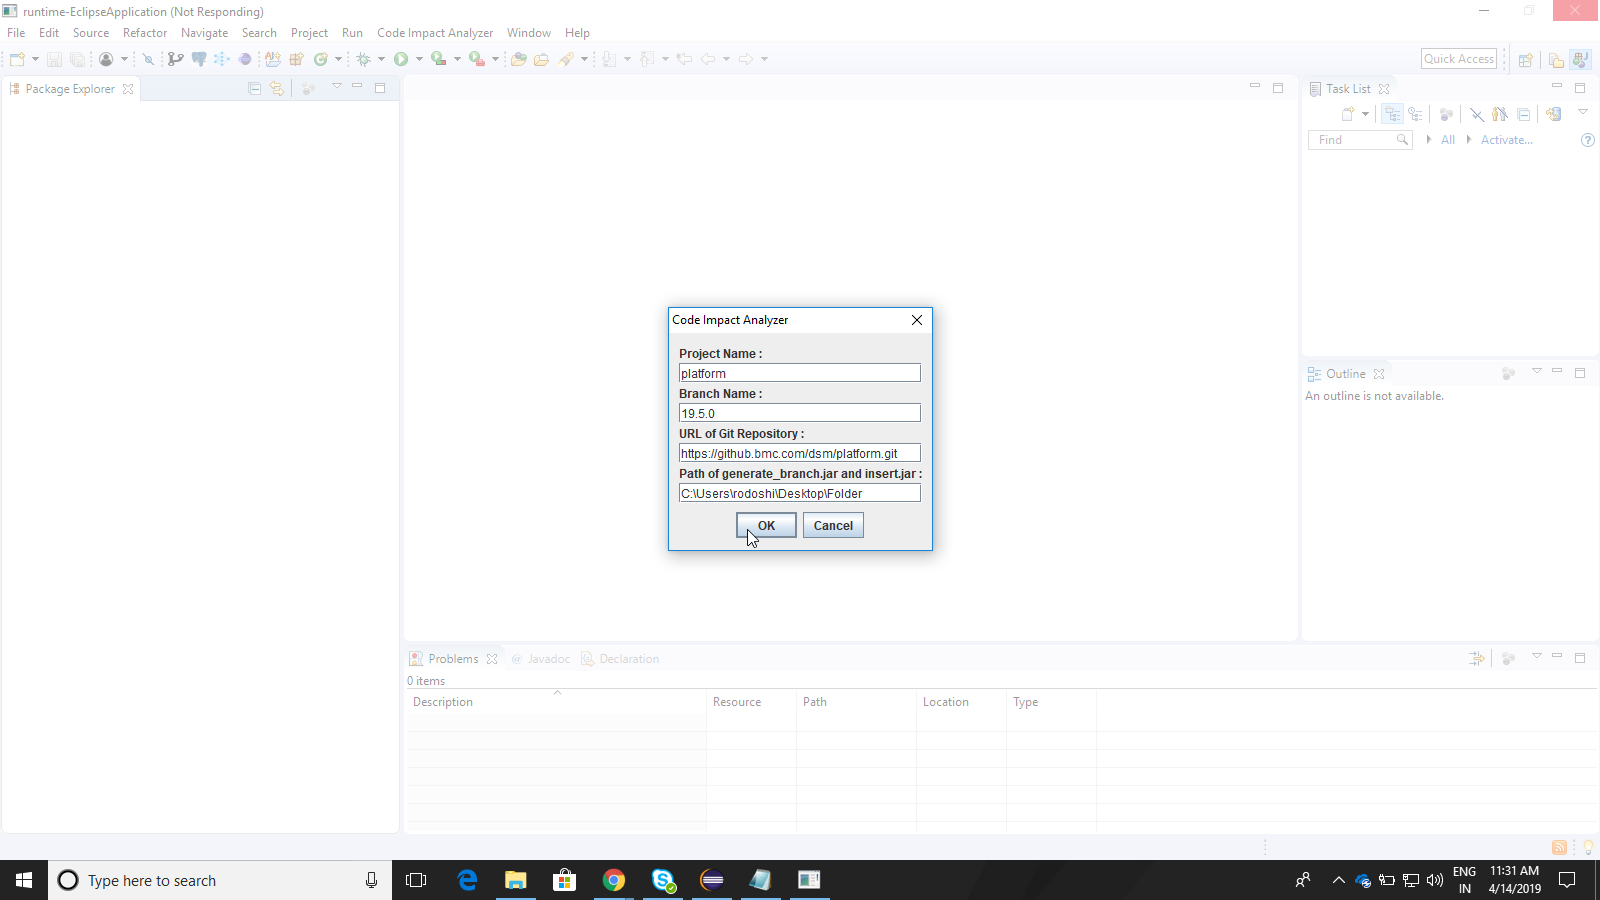 runtime-EclipseApplication (Not Responding)
File Edit Source Refactor Navigate Search Project Run Code Impact Analyzer Window Help
Quick Access
Package Explorer
Task List
Find
All
Activate...
Code Impact Analyzer
Project Name :
platform
Branch Name :
19.5.0
URL of Git Repository :
https://github.bmc.com/dsm/platform.git
Path of generate_branch.jar and insert.jar :
C:\Users\rodoshi\Desktop\Folder
OK Cancel
Outline
An outline is not available.
Problems @ Javadoc Declaration
0 items
Description Resource Path Location Type
Type here to search
ENG
IN
11:31 AM
4/14/2019